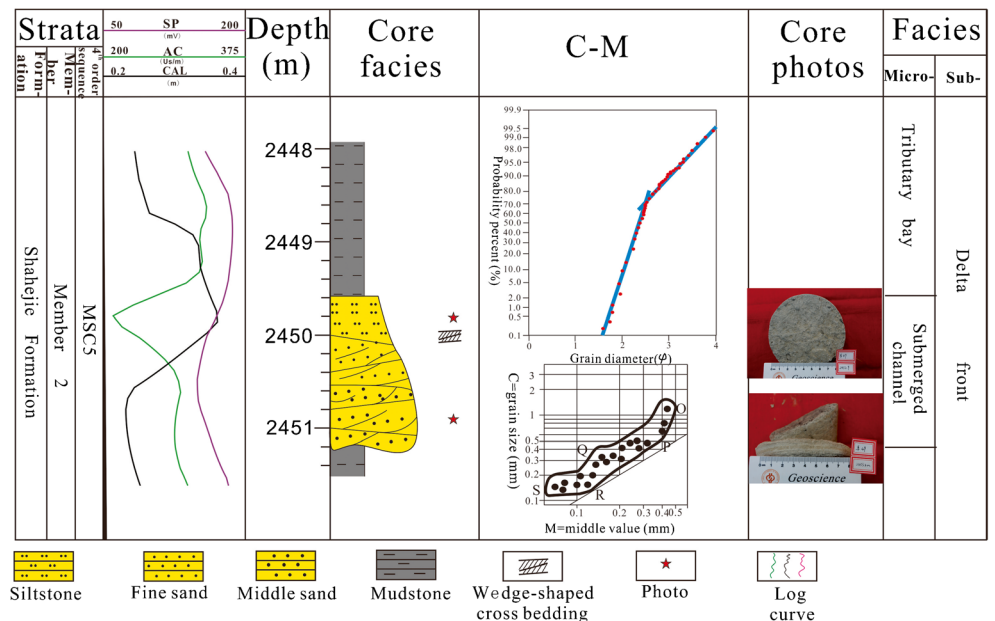 Strata
Form-
ation
Mem-
ber
4th order
sequence
50 SP 200
(mV)
200 AC 375
(Us/m)
0.2 CAL 0.4
(m)
Depth
(m)
Core
facies
C-M
Core
photos
Facies
Micro-
Sub-
Shahejic Formation
Member 2
MSC5
2448
2449
2450
2451
Probability
percent (%)
99.9
99.5
99.0
98.0
95.0
90.0
80.0
70.0
60.0
50.0
40.0
30.0
20.0
10.0
5.0
2.0
1.0
0.5
0.1
0 1 2 3 4
Grain diameter(φ)
C=grain size (mm)
3
2
1
0.5
0.4
0.3
0.2
0.1
O
P
Q
R
S
0.1 0.2 0.3 0.4 0.5
M=middle value (mm)
Geoscience
Geoscience
Tributary bay
Submerged
channel
Delta front
Siltstone
Fine sand
Middle sand
Mudstone
Wedge-shaped
cross bedding
Photo
Log
curve